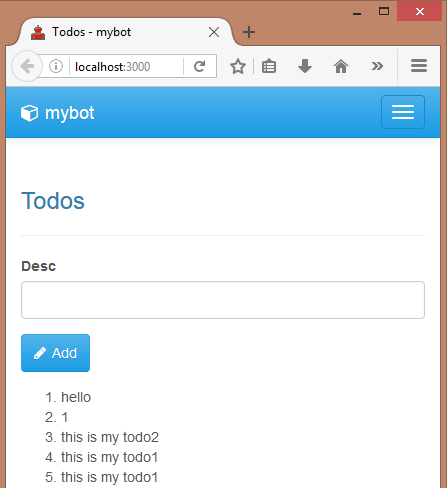 Todos - mybot
localhost:3000
mybot
Todos
Desc
Add
1. hello
2. 1
3. this is my todo2
4. this is my todo1
5. this is my todo1